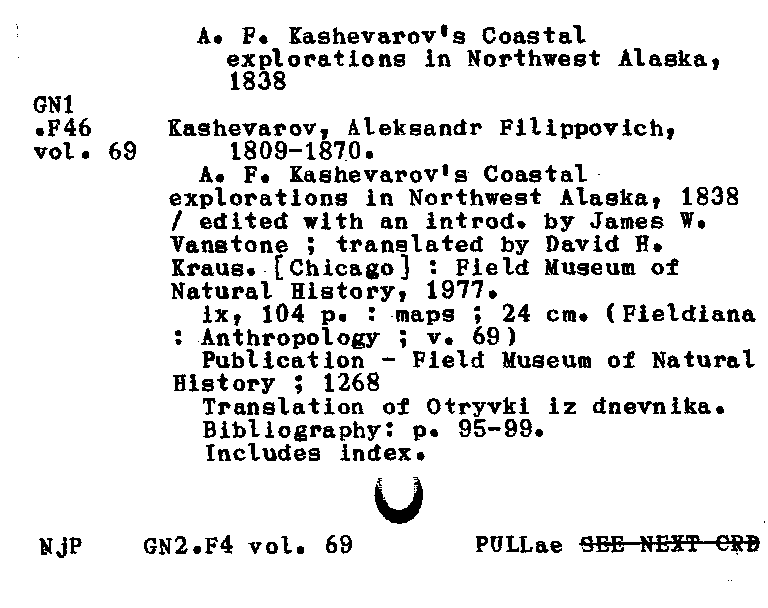 A. F. Kashevarov's Coastal
explorations in Northwest Alaska,
1838
GN1
.F46 Kashevarov, Aleksandr Filippovich,
vol. 69 1809-1870.
A. F. Kashevarov's Coastal
explorations in Northwest Alaska, 1838
/ edited with an introd. by James W.
Vanstone ; translated by David H.
Kraus. [Chicago] : Field Museum of
Natural History, 1977.
ix, 104 p. : maps ; 24 cm. (Fieldiana
: Anthropology ; v. 69)
Publication - Field Museum of Natural
History ; 1268
Translation of Otryvki iz dnevnika.
Bibliography: p. 95-99.
Includes index.
NjP GN2.F4 vol. 69 PULLae SEE NEXT CRD